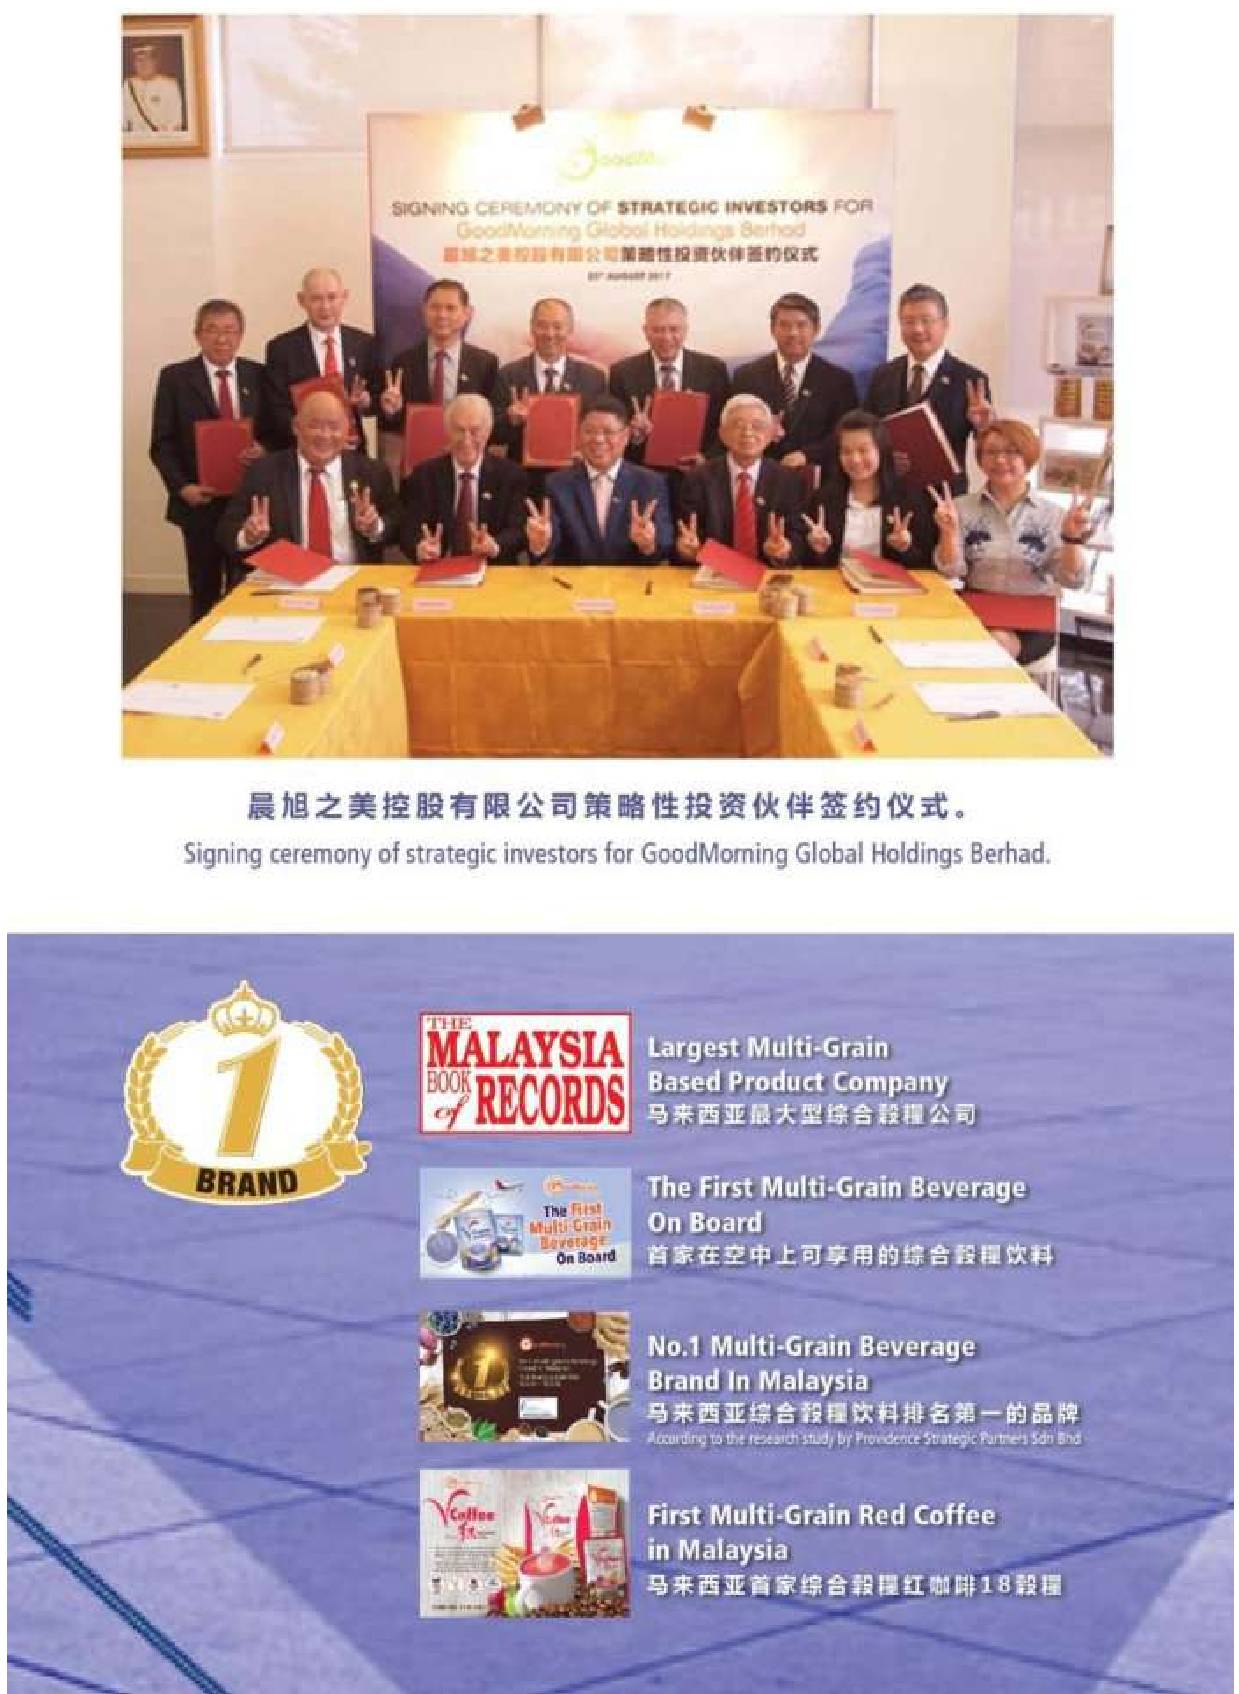 SIGNING CEREMONY OF STRATEGIC INVESTORS FOR
GoodMorning Global Holdings Berhad
晨旭之美控股有限公司策略性投资伙伴签约仪式
AUGUST 2017
晨旭之美控股有限公司策略性投资伙伴签约仪式。
Signing ceremony of strategic investors for GoodMorning Global Holdings Berhad.
1
BRAND
THE
MALAYSIA
BOOK
of RECORDS
Largest Multi-Grain
Based Product Company
马来西亚最大型综合穀糧公司
The First
Multi-Grain
Beverage
On Board
The First Multi-Grain Beverage
On Board
首家在空中上可享用的综合穀糧饮料
1
No.1 Multi-Grain Beverage
Brand In Malaysia
马来西亚综合穀糧饮料排名第一的品牌
According to the research study by Providence Strategic Partners Sdn Bhd
VCoffee
VCoffee
First Multi-Grain Red Coffee
in Malaysia
马来西亚首家综合穀糧红咖啡18穀糧